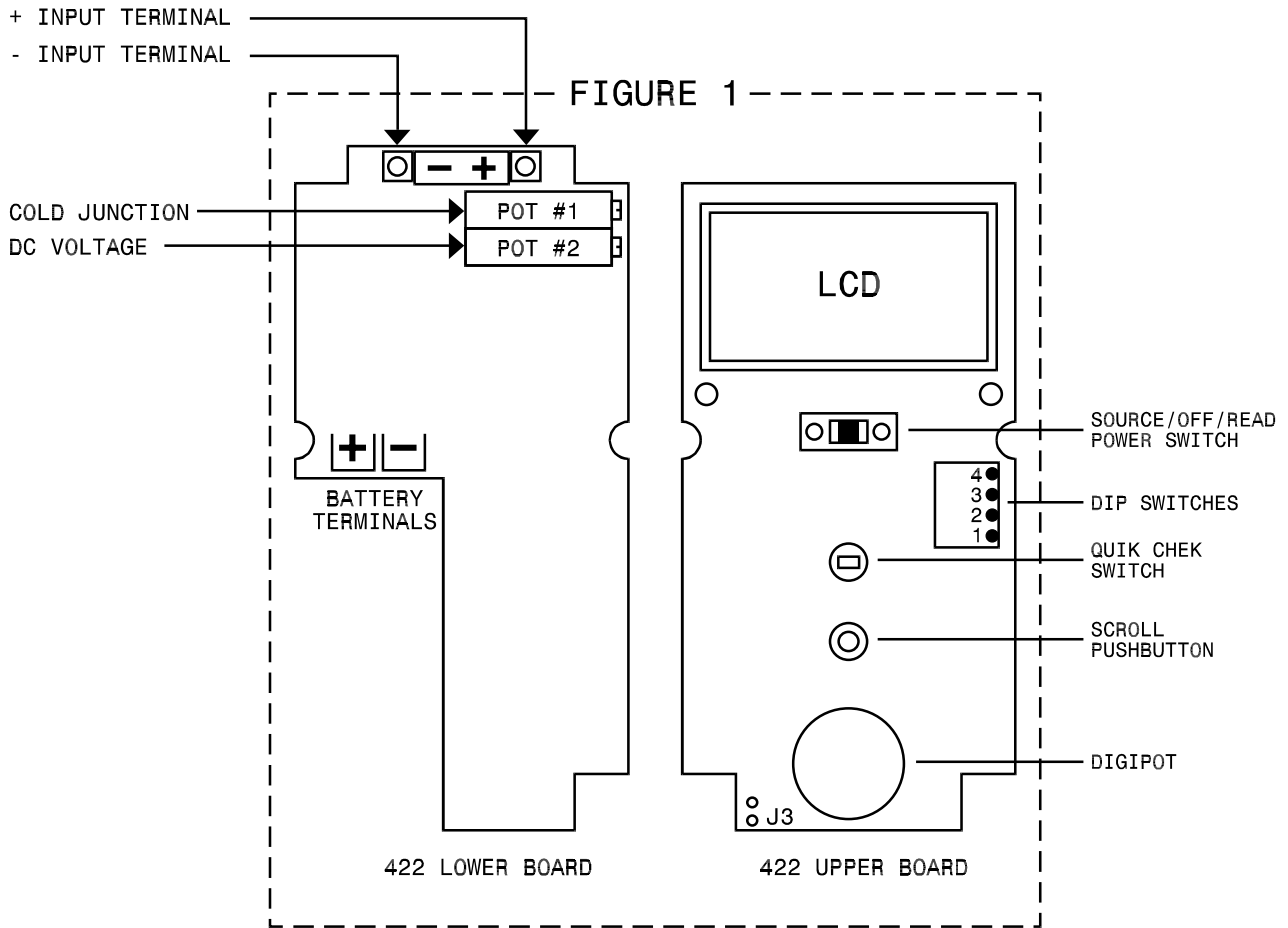 + INPUT TERMINAL
- INPUT TERMINAL
FIGURE 1
- +
COLD JUNCTION
POT #1
DC VOLTAGE
POT #2
LCD
SOURCE/OFF/READ
POWER SWITCH
+ -
BATTERY
TERMINALS
4
3
2
1
DIP SWITCHES
QUIK CHEK
SWITCH
SCROLL
PUSHBUTTON
DIGIPOT
J3
422 LOWER BOARD
422 UPPER BOARD